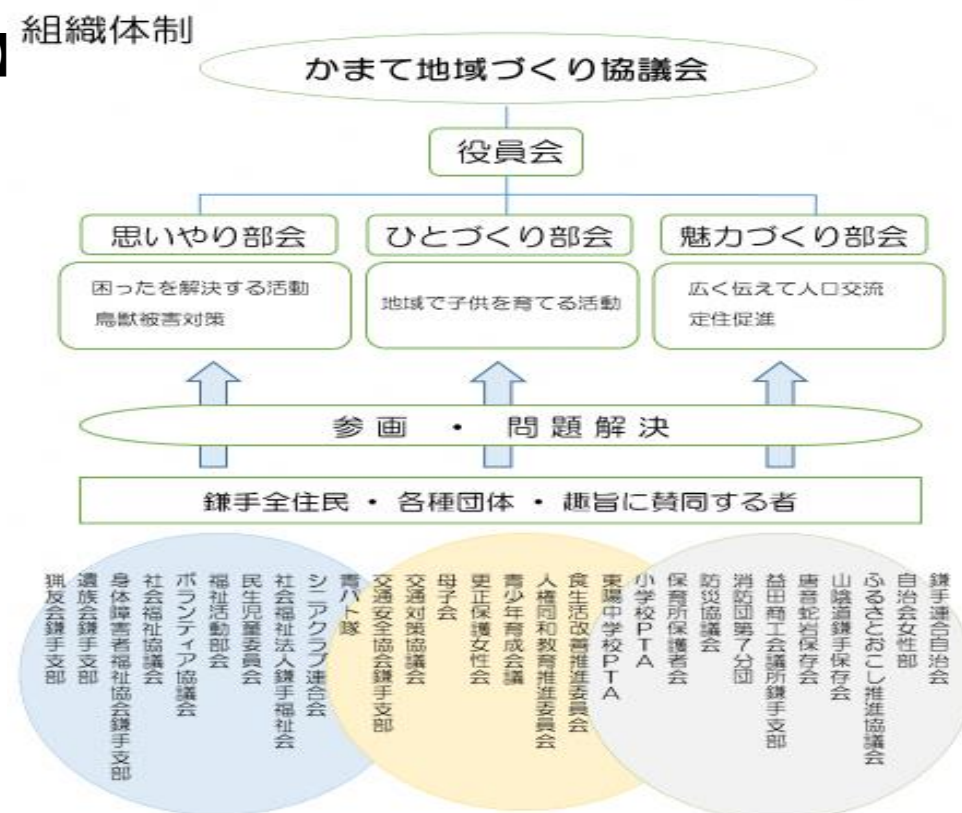 組織体制
かまて地域づくり協議会
役員会
思いやり部会
困ったを解決する活動
鳥獣被害対策
ひとづくり部会
地域で子供を育てる活動
魅力づくり部会
広く伝えて人口交流
定住促進
参画・問題解決
鎌手全住民・各種団体・趣旨に賛同する者
鎌手連合自治会
自治会女性部
ふるさとおこし推進協議会
山陰道鎌手保存会
唐音蛇岩保存会
益田商工会議所鎌手支部
消防団第7分団
防災協議会
保育所保護者会
小学校PTA
東陽中学校PTA
食生活改善推進委員会
人権同和教育推進委員会
青少年育成会議
更正保護女性会
母子会
交通対策協議会
交通安全協会鎌手支部
青パト隊
シニアクラブ連合会
社会福祉法人鎌手福祉会
民生児童委員会
福祉活動部会
ボランティア協議会
社会福祉協議会
身体障害者福祉協会鎌手支部
遺族会鎌手支部
猟友会鎌手支部